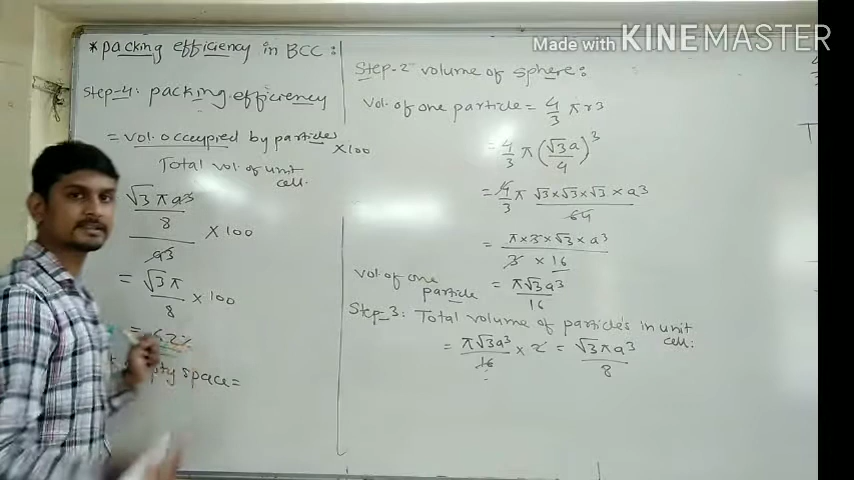 Made with KINEMASTER
*packing efficiency in BCC:
Step-4: packing efficiency
= vol. occupied by particles
Total vol. of unit cell.
×100
√3 π a3
8
a3
× 100
= √3 π
8
× 100
=
space =
Step-2 volume of sphere:
Vol. of one particle = 4/3 π r3
= 4/3 π (√3a/4)3
= 4/3 π √3×√3×√3 × a3
64
= π×3×√3×a3
3 × 16
vol. of one particle = π√3a3
16
Step-3: Total volume of particles in unit cell:
= π√3a3/16 × 2 = √3πa3/8